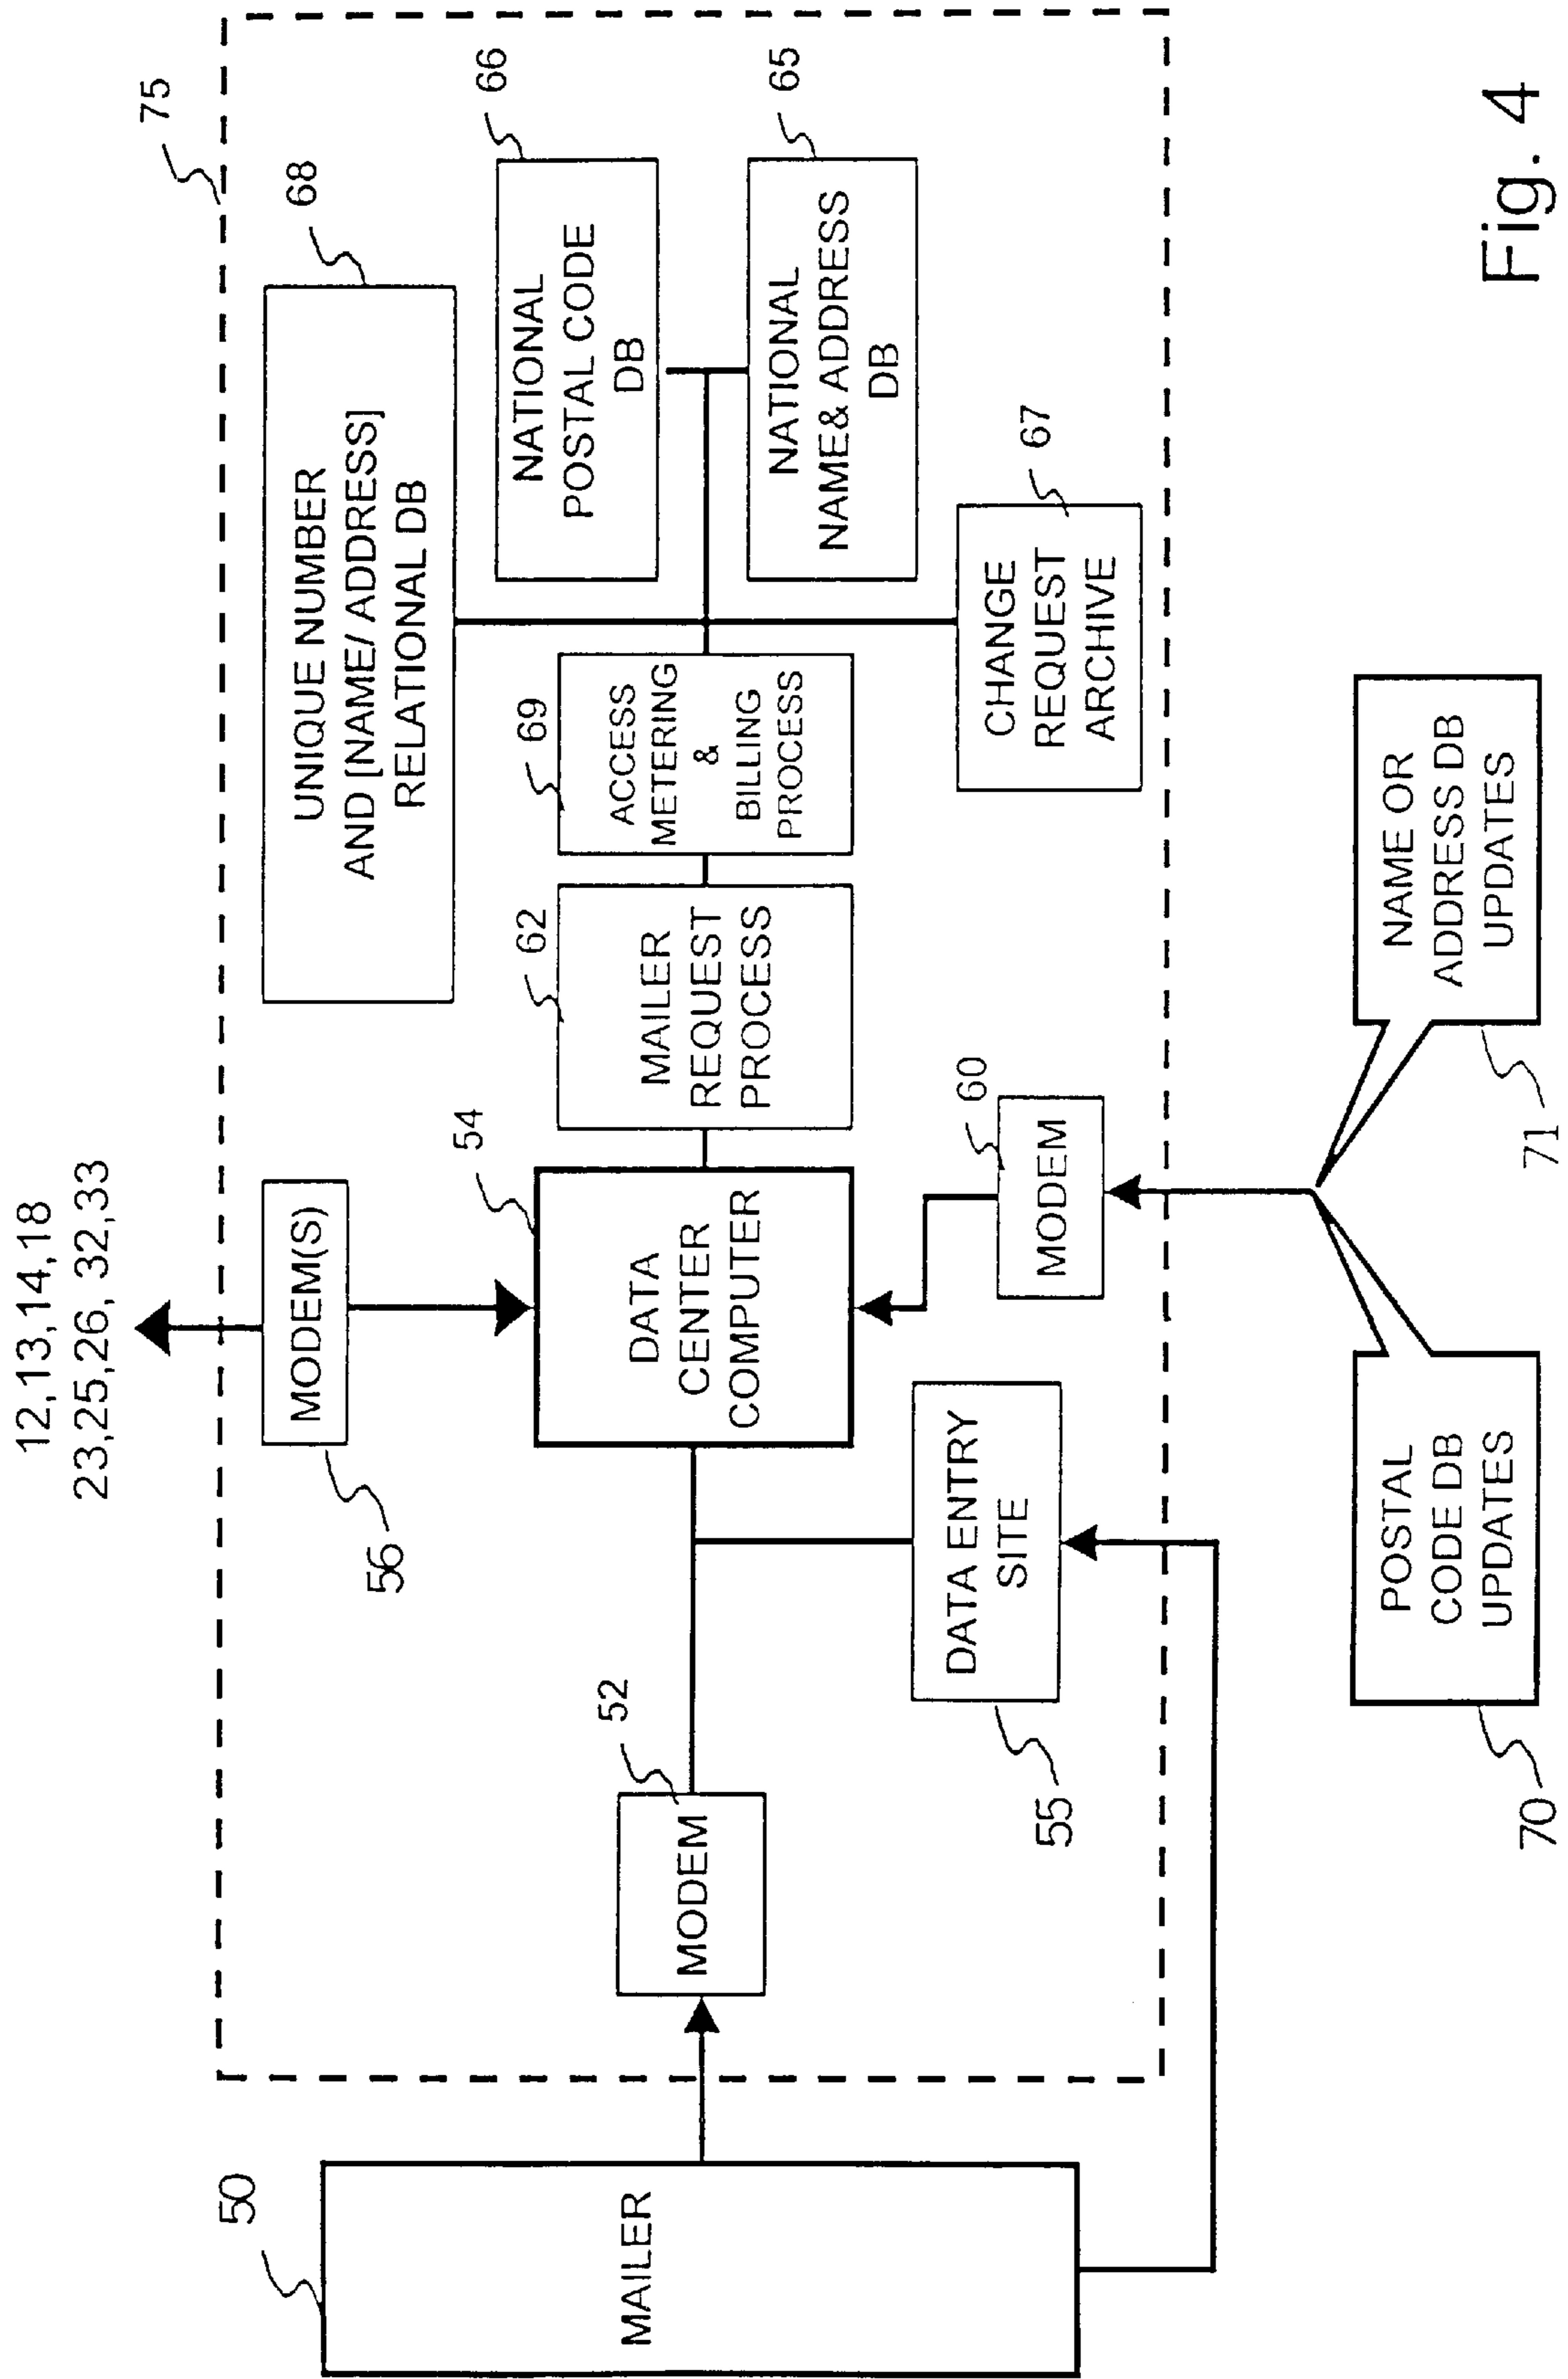 12,13,14,18
23,25,26, 32,33
75
68
UNIQUE NUMBER
AND [NAME/ ADDRESS]
RELATIONAL DB
MODEM(S)
56
66
NATIONAL
POSTAL CODE
DB
50
MAILER
52
MODEM
54
DATA
CENTER
COMPUTER
62
MAILER
REQUEST
PROCESS
69
ACCESS
METERING
&
BILLING
PROCESS
65
NATIONAL
NAME& ADDRESS
DB
DATA ENTRY
SITE
55
60
MODEM
67
CHANGE
REQUEST
ARCHIVE
POSTAL
CODE DB
UPDATES
70
NAME OR
ADDRESS DB
UPDATES
71
Fig. 4